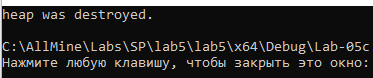 heap was destroyed.
C:\AllMine\Labs\SP\lab5\lab5\x64\Debug\Lab-05c
Нажмите любую клавишу, чтобы закрыть это окно: